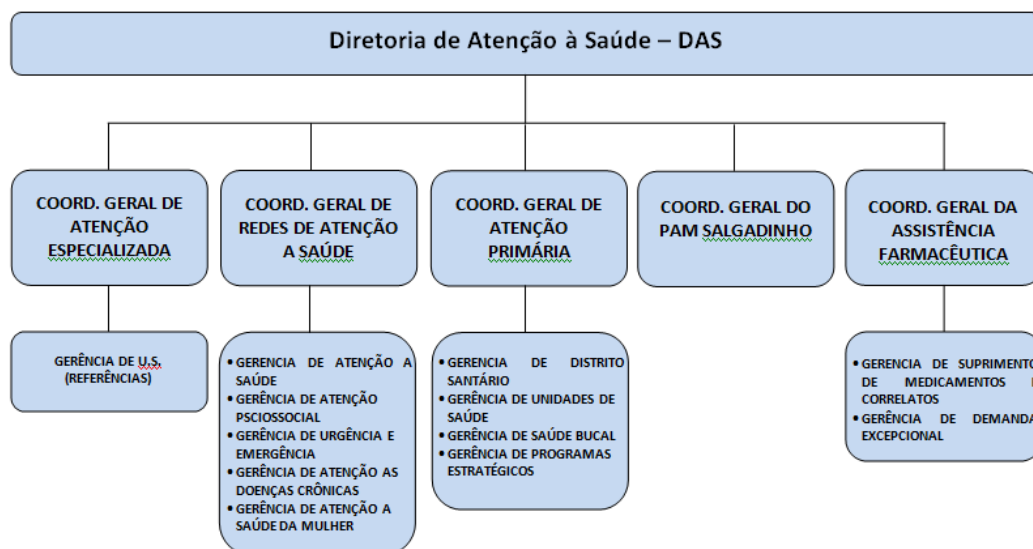 Diretoria de Atenção à Saúde – DAS
COORD. GERAL DE
ATENÇÃO
ESPECIALIZADA
COORD. GERAL DE
REDES DE ATENÇÃO
A SAÚDE
COORD. GERAL DE
ATENÇÃO
PRIMÁRIA
COORD. GERAL DO
PAM SALGADINHO
COORD. GERAL DA
ASSISTÊNCIA
FARMACÊUTICA
GERÊNCIA DE U.S.
(REFERÊNCIAS)
• GERENCIA DE ATENÇÃO A
SAÚDE
• GERÊNCIA DE ATENÇÃO
PSCIOSSOCIAL
• GERÊNCIA DE URGÊNCIA E
EMERGÊNCIA
• GERÊNCIA DE ATENÇÃO AS
DOENÇAS CRÔNICAS
• GERÊNCIA DE ATENÇÃO A
SAÚDE DA MULHER
• GERENCIA DE DISTRITO
SANTÁRIO
• GERÊNCIA DE UNIDADES DE
SAÚDE
• GERÊNCIA DE SAÚDE BUCAL
• GERÊNCIA DE PROGRAMAS
ESTRATÉGICOS
• GERENCIA DE SUPRIMENTO
DE MEDICAMENTOS
CORRELATOS
• GERÊNCIA DE DEMANDA
EXCEPCIONAL